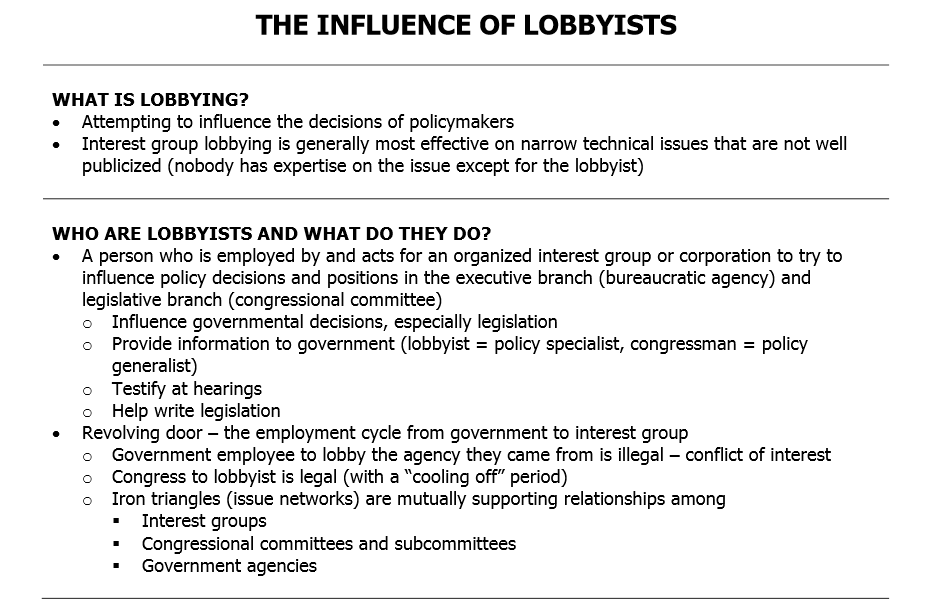 THE INFLUENCE OF LOBBYISTS
WHAT IS LOBBYING?
• Attempting to influence the decisions of policymakers
• Interest group lobbying is generally most effective on narrow technical issues that are not well
publicized (nobody has expertise on the issue except for the lobbyist)
WHO ARE LOBBYISTS AND WHAT DO THEY DO?
• A person who is employed by and acts for an organized interest group or corporation to try to
influence policy decisions and positions in the executive branch (bureaucratic agency) and
legislative branch (congressional committee)
o Influence governmental decisions, especially legislation
o Provide information to government (lobbyist = policy specialist, congressman = policy
generalist)
o Testify at hearings
o Help write legislation
• Revolving door – the employment cycle from government to interest group
o Government employee to lobby the agency they came from is illegal – conflict of interest
o Congress to lobbyist is legal (with a “cooling off” period)
o Iron triangles (issue networks) are mutually supporting relationships among
▪ Interest groups
▪ Congressional committees and subcommittees
▪ Government agencies